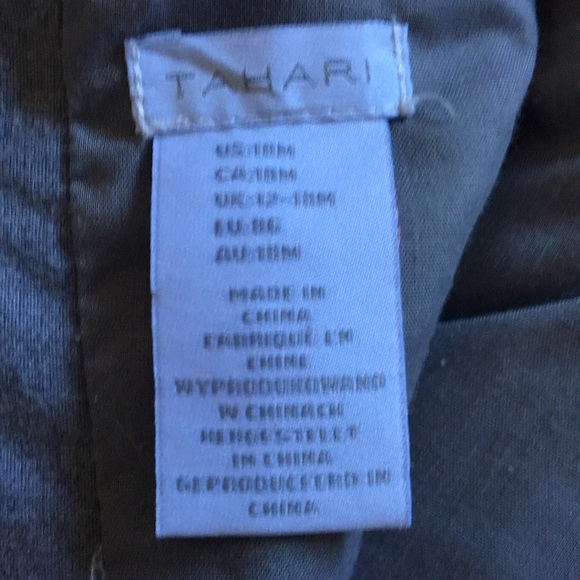 TAHARI
US:18M
CA:18M
UK:12-18M
EU:86
AU:18M
MADE IN
CHINA
FABRIQUÉ EN
CHINE
WYPRODUKOWANO
W CHINACH
HERGESTELLT
IN CHINA
GEPRODUCEERD IN
CHINA